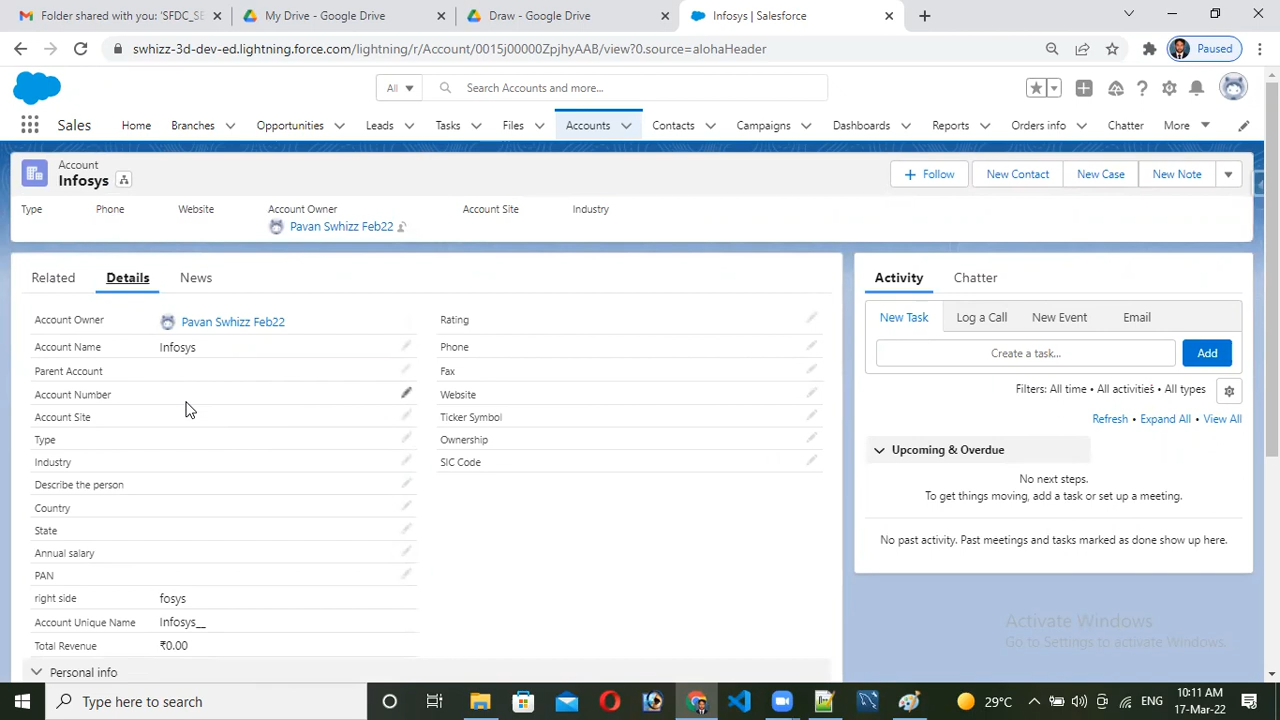 Folder shared with you: 'SFDC_SE
My Drive - Google Drive
Draw - Google Drive
Infosys | Salesforce
swhizz-3d-dev-ed.lightning.force.com/lightning/r/Account/0015j00000ZpjhyAAB/view?0.source=alohaHeader
Paused
All
Search Accounts and more...
Sales
Home
Branches
Opportunities
Leads
Tasks
Files
Accounts
Contacts
Campaigns
Dashboards
Reports
Orders info
Chatter
More
Account
Infosys
Follow
New Contact
New Case
New Note
Type
Phone
Website
Account Owner
Account Site
Industry
Pavan Swhizz Feb22
Related
Details
News
Account Owner
Pavan Swhizz Feb22
Account Name
Infosys
Parent Account
Account Number
Account Site
Type
Industry
Describe the person
Country
State
Annual salary
PAN
right side
fosys
Account Unique Name
Infosys__
Total Revenue
₹0.00
Personal info
Rating
Phone
Fax
Website
Ticker Symbol
Ownership
SIC Code
Activity
Chatter
New Task
Log a Call
New Event
Email
Create a task...
Add
Filters: All time • All activities • All types
Refresh • Expand All • View All
Upcoming & Overdue
No next steps.
To get things moving, add a task or set up a meeting.
No past activity. Past meetings and tasks marked as done show up here.
Activate Windows
Go to Settings to activate Windows.
Type here to search
29°C
ENG
10:11 AM
17-Mar-22